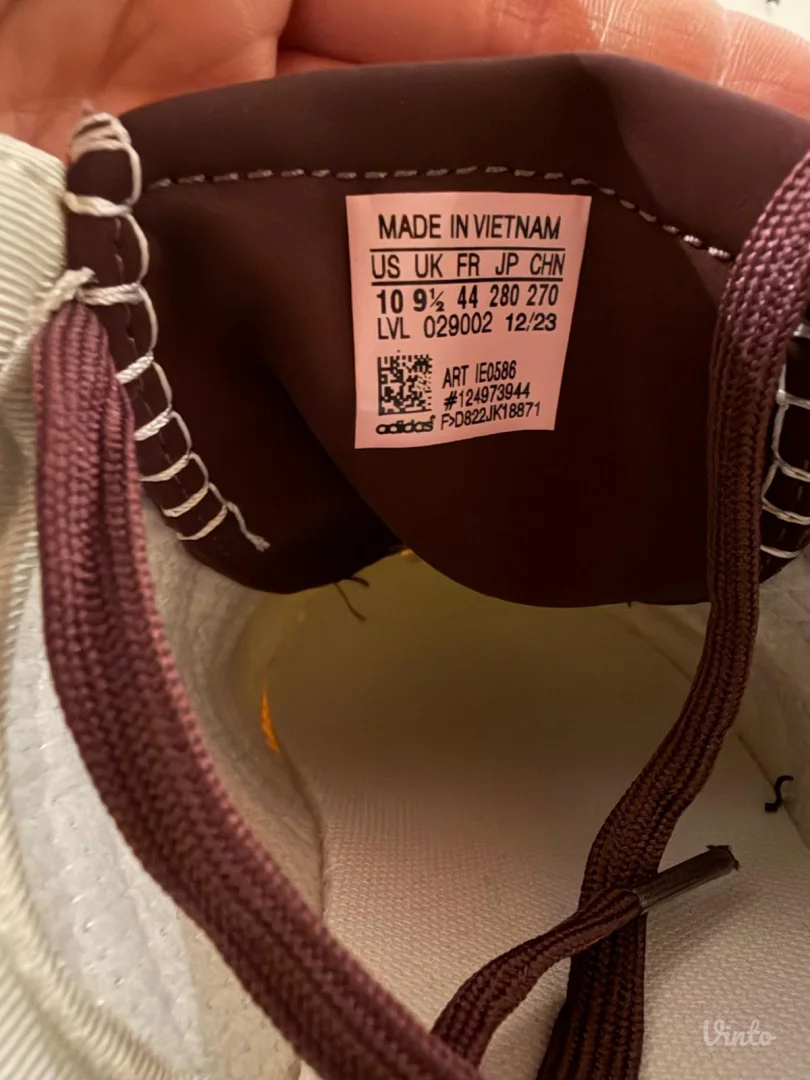 MADE IN VIETNAM
US UK FR JP CHN
10 9½ 44 280 270
LVL 029002 12/23
ART IE0586
#124973944
adidas F>D822JK18871
Vinto